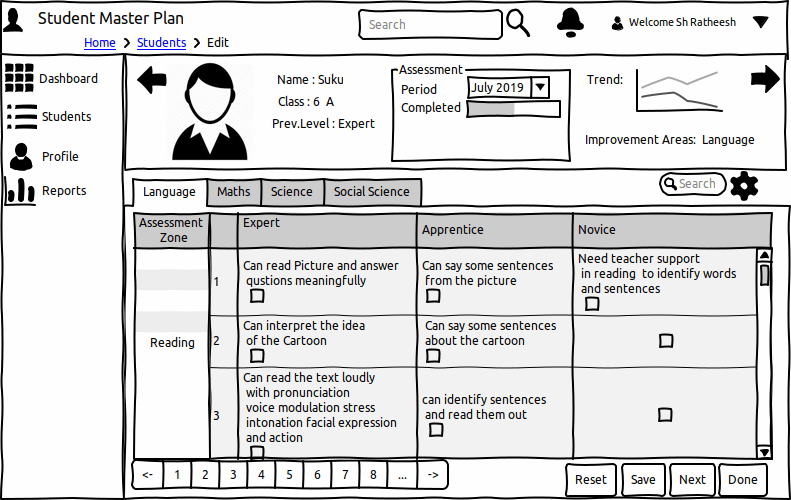 Student Master Plan
Search
Welcome Sh Ratheesh
Home > Students > Edit
Dashboard
Students
Profile
Reports
Name : Suku
Class : 6 A
Prev.Level : Expert
Assessment
Period
July 2019
Completed
Trend:
Improvement Areas: Language
Language
Maths
Science
Social Science
Search
Assessment
Zone
Expert
Apprentice
Novice
Reading
1
Can read Picture and answer
qustions meaningfully
Can say some sentences
from the picture
Need teacher support
in reading to identify words
and sentences
2
Can interpret the idea
of the Cartoon
Can say some sentences
about the cartoon
3
Can read the text loudly
with pronunciation
voice modulation stress
intonation facial expression
and action
can identify sentences
and read them out
<- 1 2 3 4 5 6 7 8 ... ->
Reset
Save
Next
Done